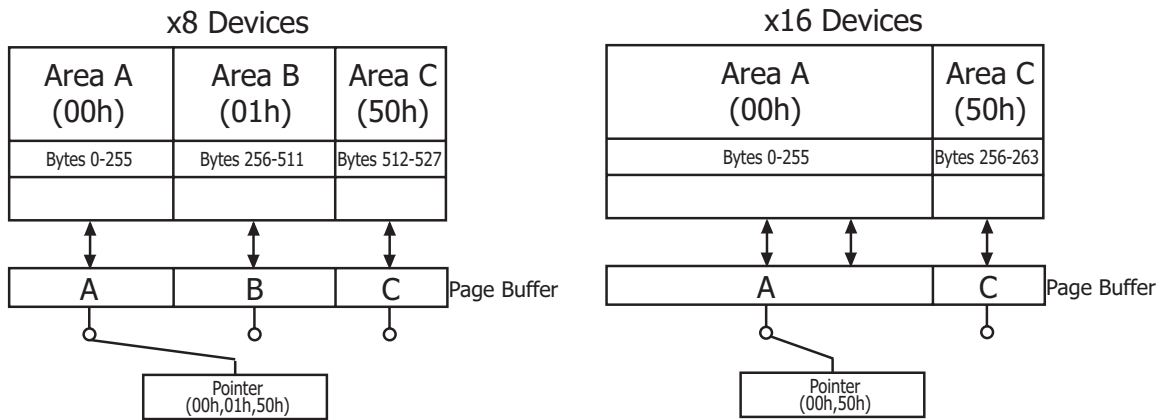 x8 Devices
Area A
(00h)
Area B
(01h)
Area C
(50h)
Bytes 0-255
Bytes 256-511
Bytes 512-527
A
B
C
Page Buffer
Pointer
(00h,01h,50h)
x16 Devices
Area A
(00h)
Area C
(50h)
Bytes 0-255
Bytes 256-263
A
C
Page Buffer
Pointer
(00h,50h)